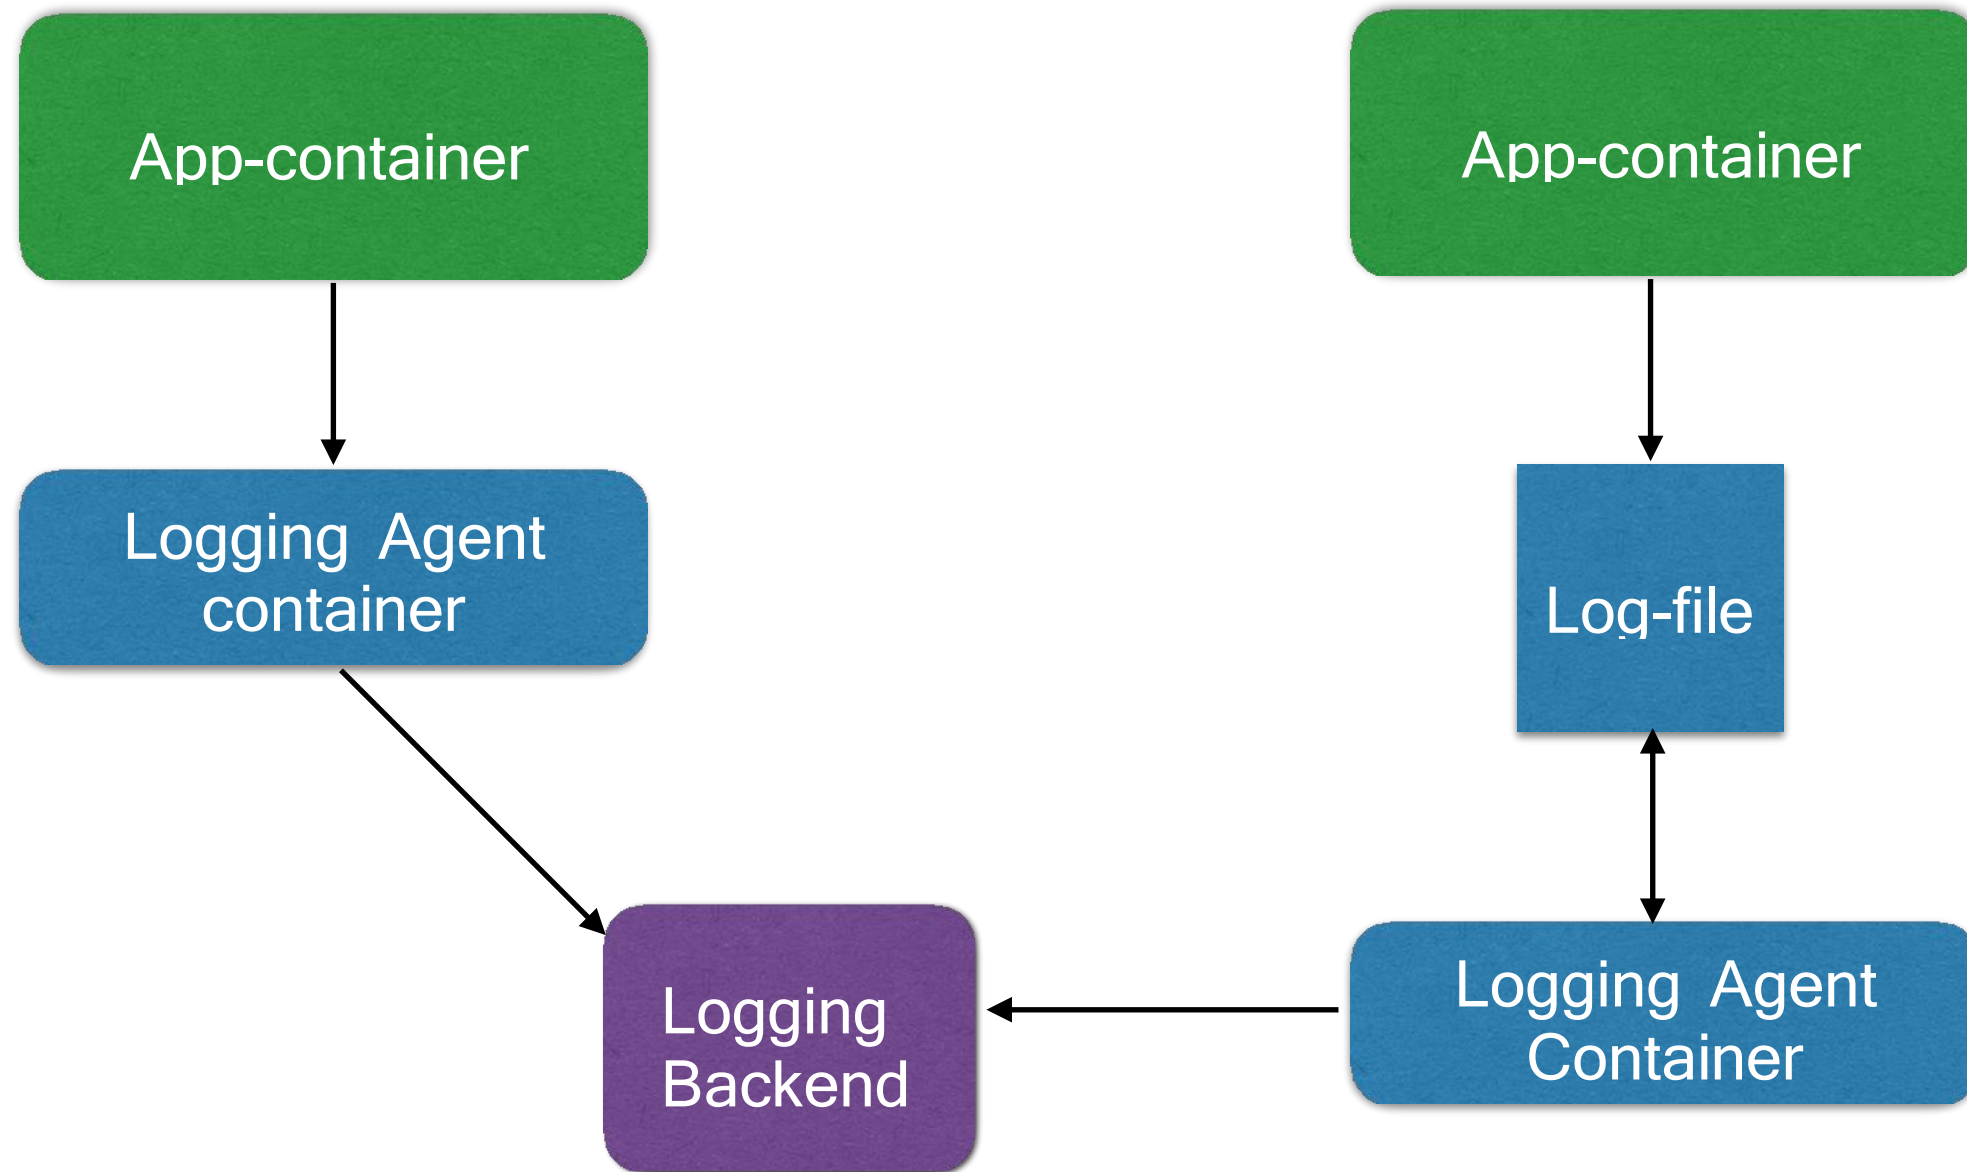 App-container
App-container
Logging Agent
container
Log-file
Logging
Backend
Logging Agent
Container